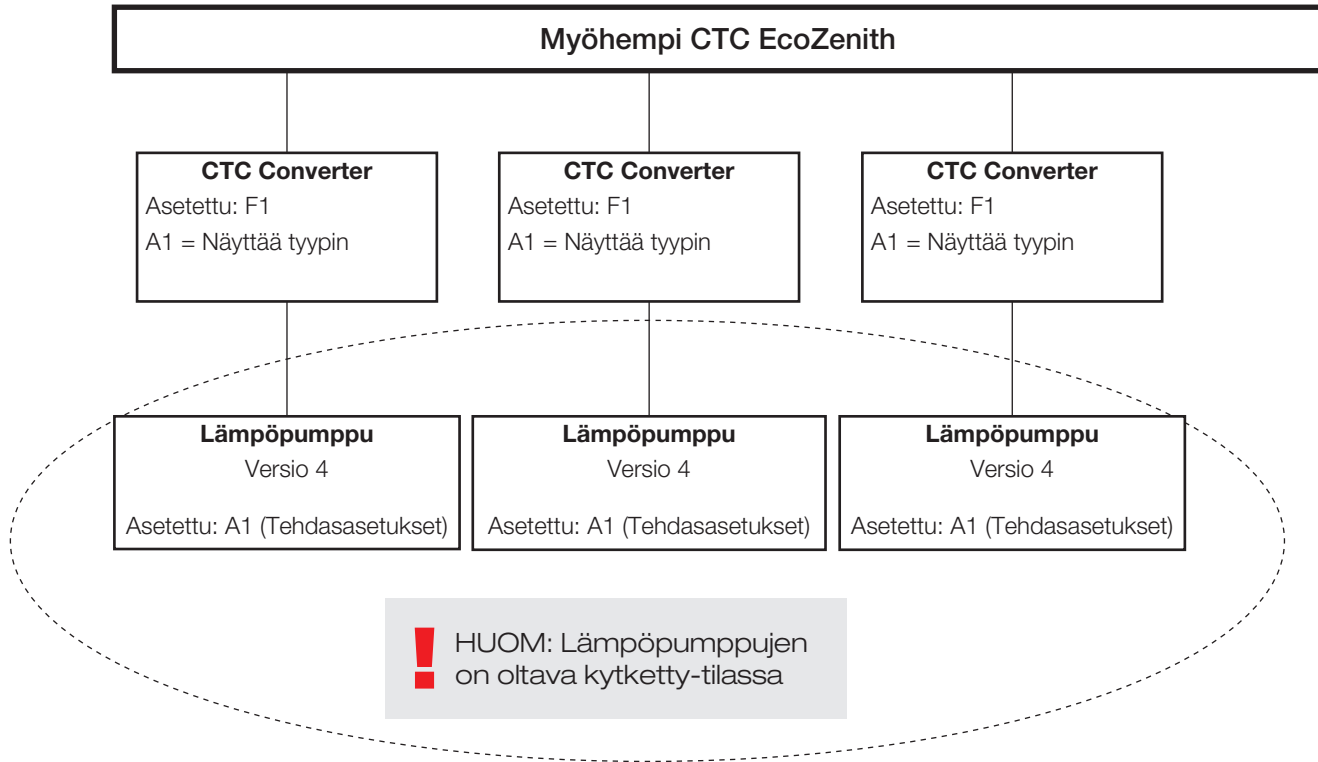 Myöhempi CTC EcoZenith
CTC Converter
Asetettu: F1
A1 = Näyttää tyypin
CTC Converter
Asetettu: F1
A1 = Näyttää tyypin
CTC Converter
Asetettu: F1
A1 = Näyttää tyypin
Lämpöpumppu
Versio 4
Asetettu: A1 (Tehdasasetukset)
Lämpöpumppu
Versio 4
Asetettu: A1 (Tehdasasetukset)
Lämpöpumppu
Versio 4
Asetettu: A1 (Tehdasasetukset)
! HUOM: Lämpöpumppujen
on oltava kytketty-tilassa